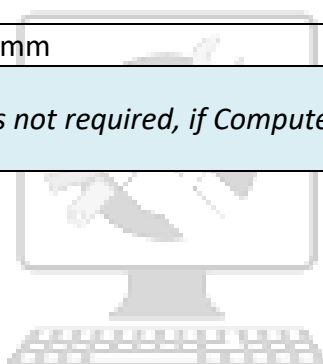 mm
s not required, if Compute